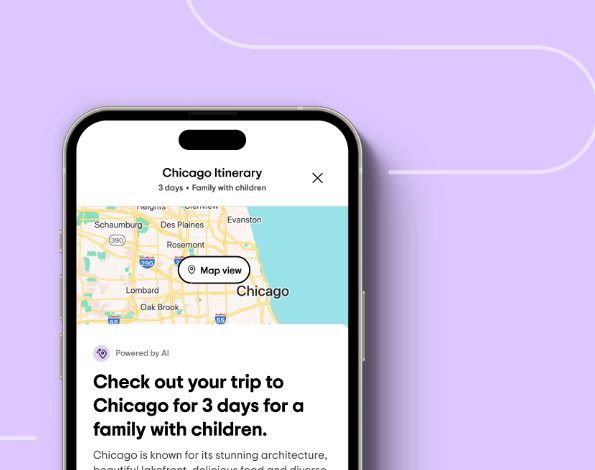 Chicago Itinerary
3 days • Family with children
Heights Glenview
Evanston
Schaumburg Des Plaines
390
Rosemont
290
Map view
Lombard
Chicago
Oak Brook
88
55
Powered by AI
Check out your trip to
Chicago for 3 days for a
family with children.
Chicago is known for its stunning architecture,
beautiful lakefront, delicious food and diverse